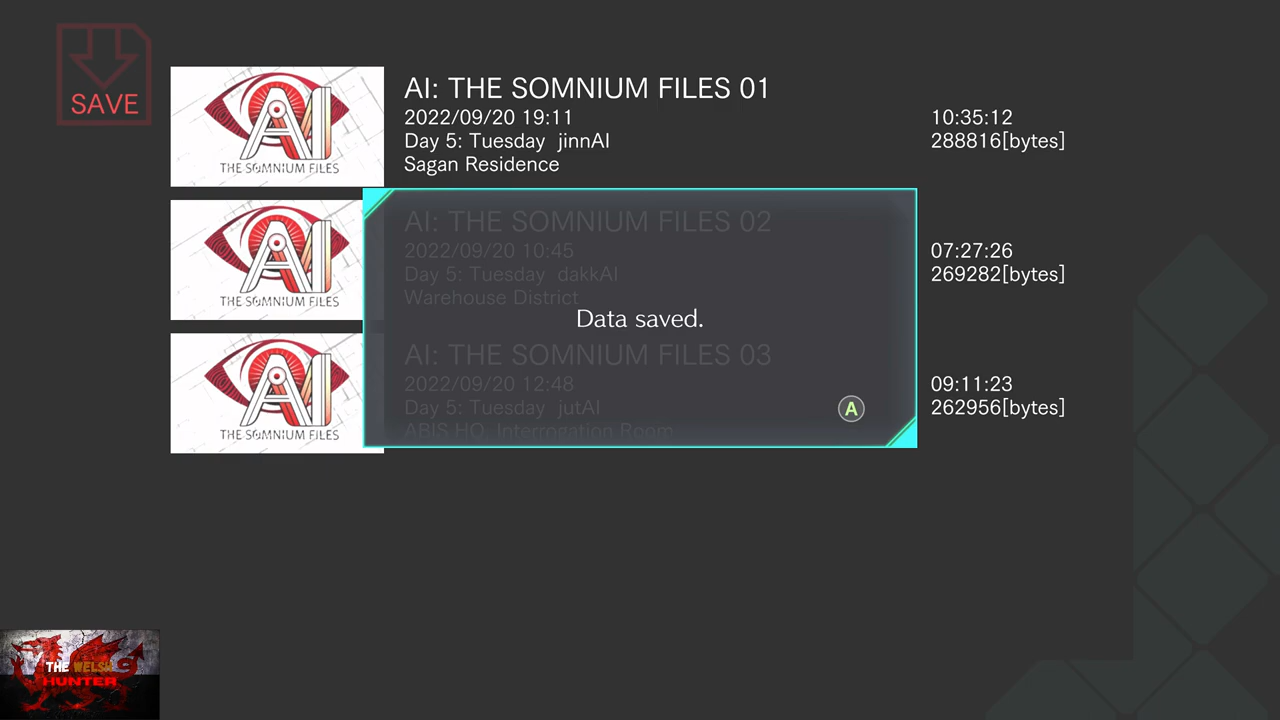 SAVE
AI
THE SOMNIUM FILES
AI: THE SOMNIUM FILES 01
2022/09/20 19:11
10:35:12
Day 5: Tuesday jinnAI
288816[bytes]
Sagan Residence
AI
THE SOMNIUM FILES
AI: THE SOMNIUM FILES 02
2022/09/20 10:45
07:27:26
Day 5: Tuesday dakkAI
269282[bytes]
Warehouse District
Data saved.
AI
THE SOMNIUM FILES
AI: THE SOMNIUM FILES 03
2022/09/20 12:48
09:11:23
Day 5: Tuesday jutAI
262956[bytes]
A
ABIS HQ, Interrogation Room
THE WELSH
HUNTER